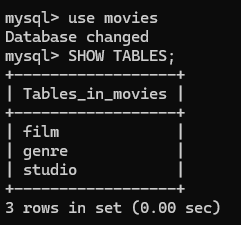 mysql> use movies
Database changed
mysql> SHOW TABLES;
+------------------+
| Tables_in_movies |
+------------------+
| film             |
| genre            |
| studio           |
+------------------+
3 rows in set (0.00 sec)